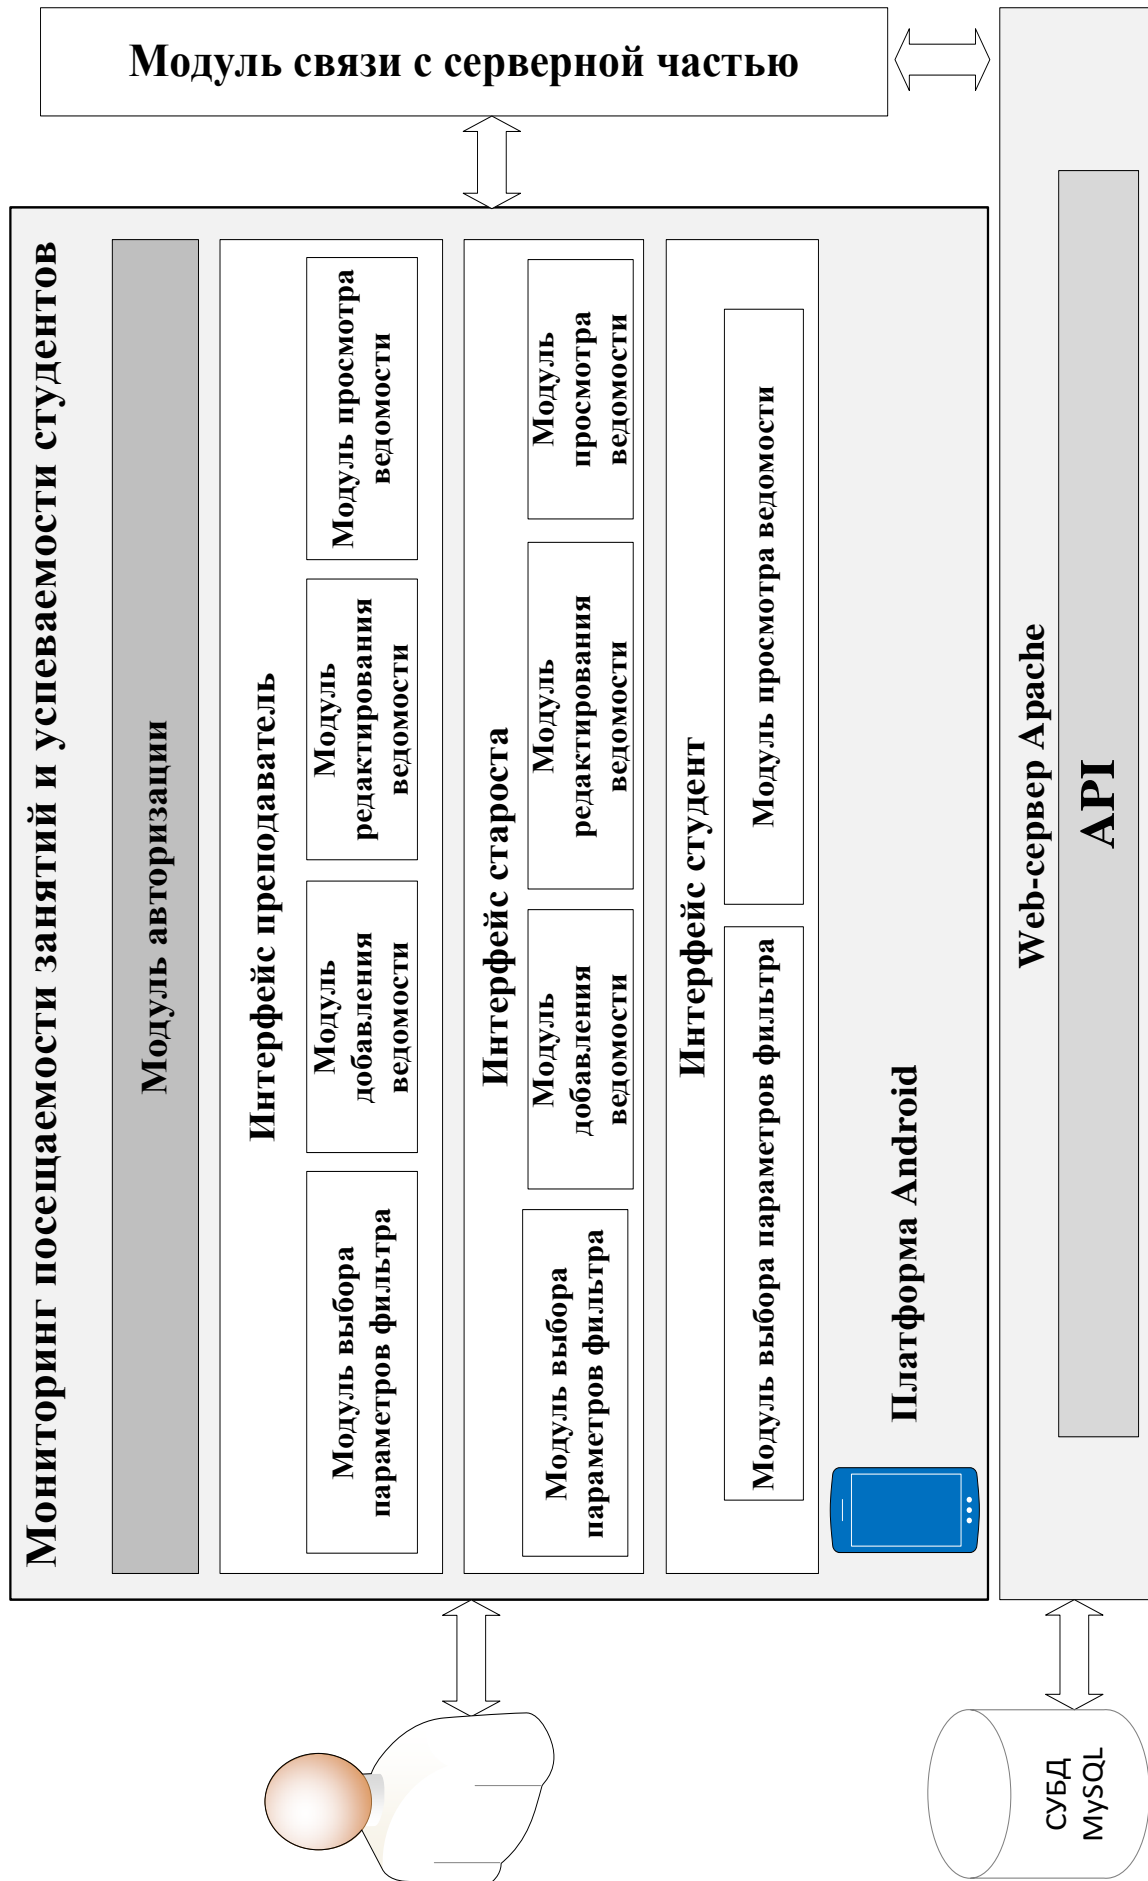 Модуль связи с серверной частью
Мониторинг посещаемости занятий и успеваемости студентов
Модуль авторизации
Интерфейс преподаватель
Модуль выбора
параметров фильтра
Модуль
добавления
ведомости
Модуль
редактирования
ведомости
Модуль просмотра
ведомости
Интерфейс староста
Модуль выбора
параметров фильтра
Модуль
добавления
ведомости
Модуль
редактирования
ведомости
Модуль
просмотра
ведомости
Интерфейс студент
Модуль выбора параметров фильтра
Модуль просмотра ведомости
Платформа Android
Web-сервер Apache
API
СУБД
MySQL